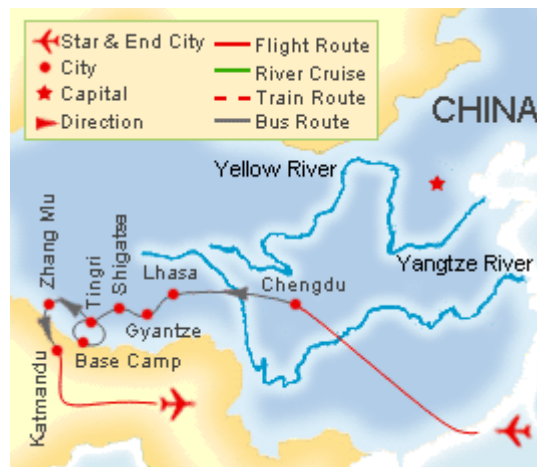 Star & End City
City
Capital
Direction
Flight Route
River Cruise
Train Route
Bus Route
CHINA
Yellow River
Yangtze River
Zhang Mu
Tingri
Shigatse
Lhasa
Chengdu
Gyantze
Base Camp
Katmandu